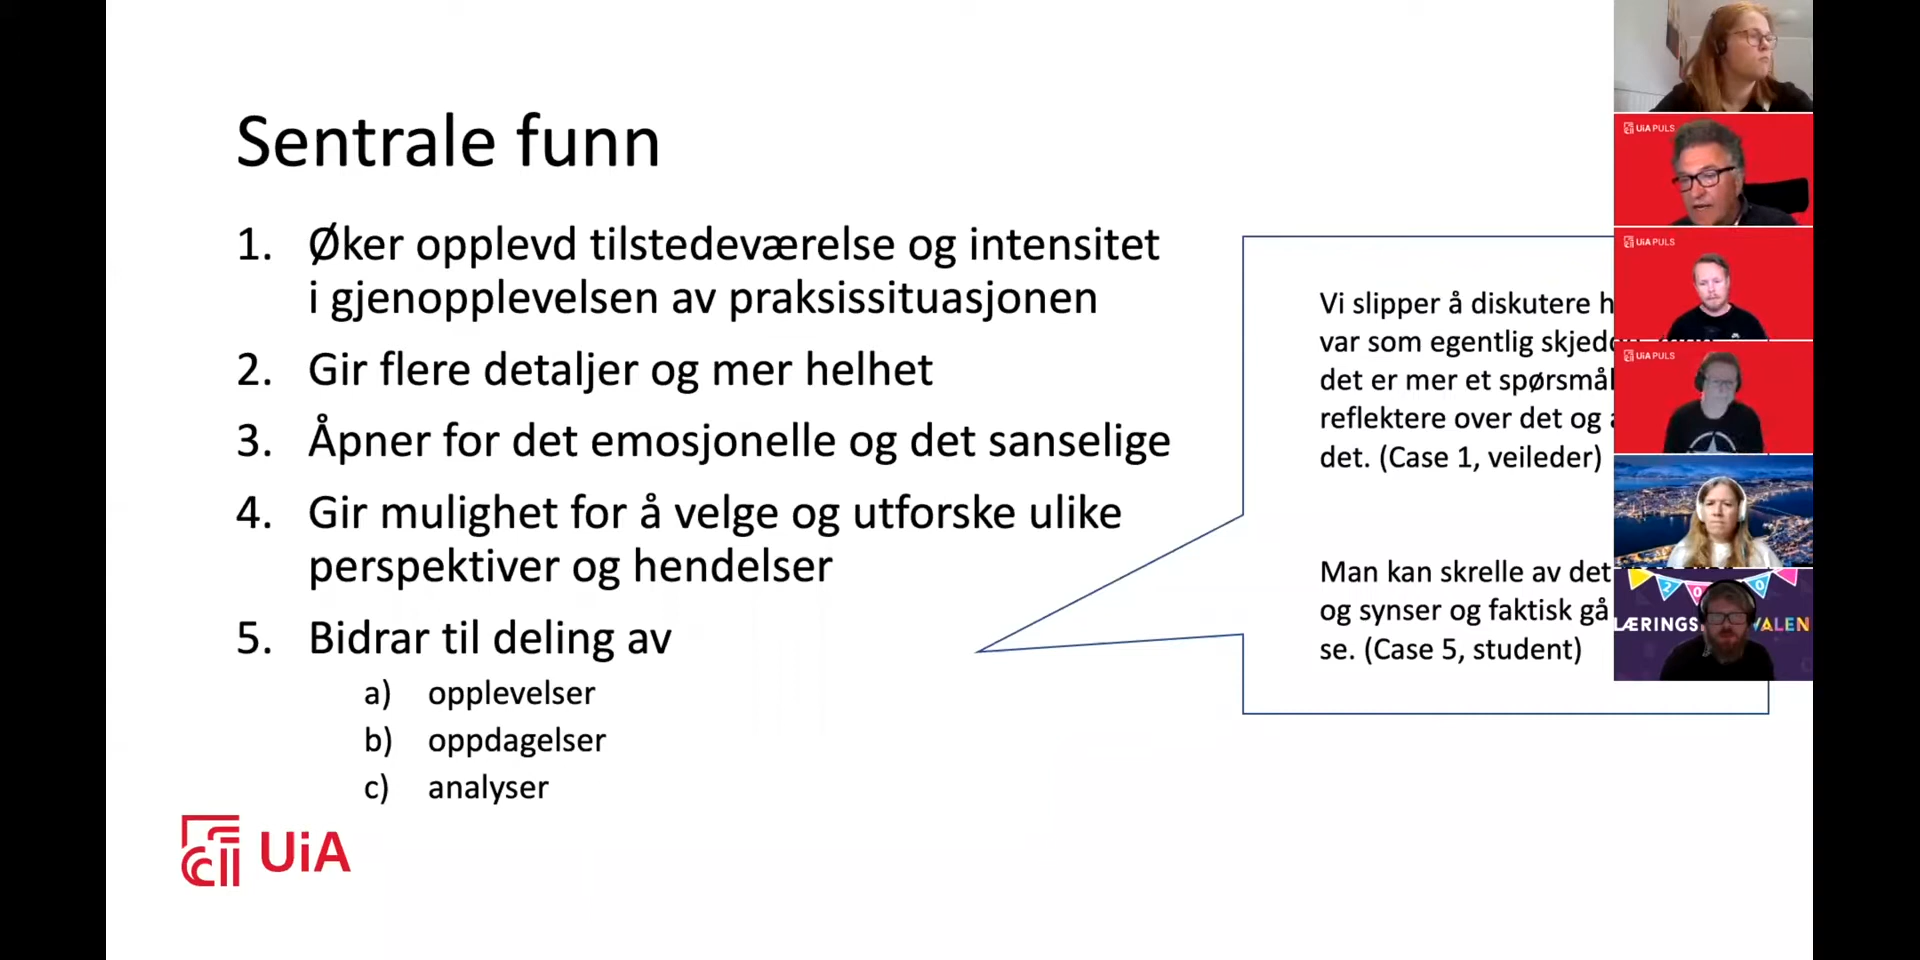 Sentrale funn
1. Øker opplevd tilstedeværelse og intensitet
i gjenopplevelsen av praksissituasjonen
2. Gir flere detaljer og mer helhet
3. Åpner for det emosjonelle og det sanselige
4. Gir mulighet for å velge og utforske ulike
perspektiver og hendelser
5. Bidrar til deling av
a) opplevelser
b) oppdagelser
c) analyser
UiA
Vi slipper å diskutere
var som egentlig
det er mer et spørsmål
reflektere over det og
det. (Case 1, veileder)
Man kan skrelle av det
og synser og faktisk gå
se. (Case 5, student)
UiA PULS
UiA PULS
UiA PULS